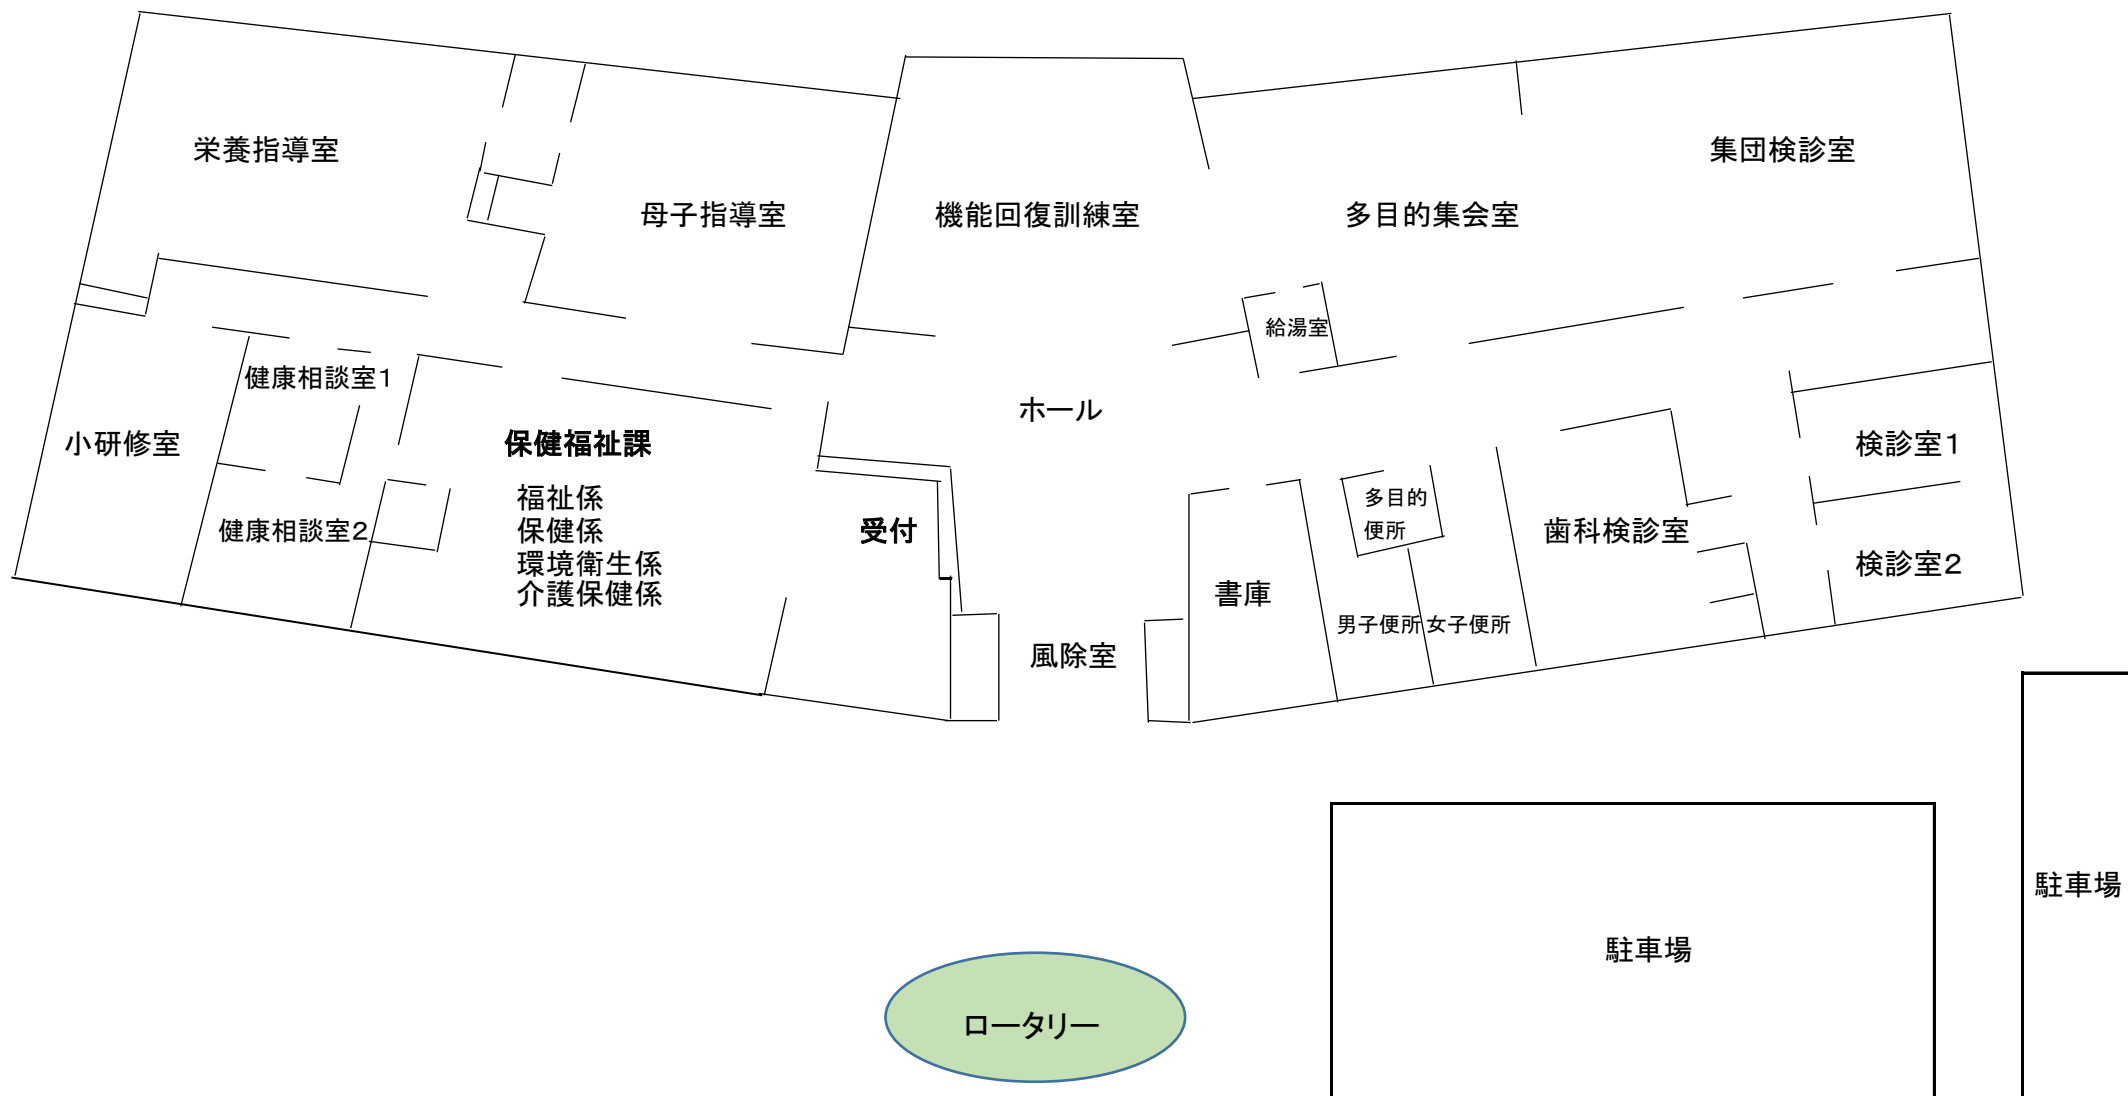 栄養指導室
集団検診室
母子指導室
機能回復訓練室
多目的集会室
給湯室
健康相談室1
ホール
小研修室
保健福祉課
検診室1
福祉係
多目的
便所
健康相談室2
保健係
受付
歯科検診室
環境衛生係
検診室2
介護保健係
書庫
男子便所
女子便所
風除室
駐車場
駐車場
ロータリー